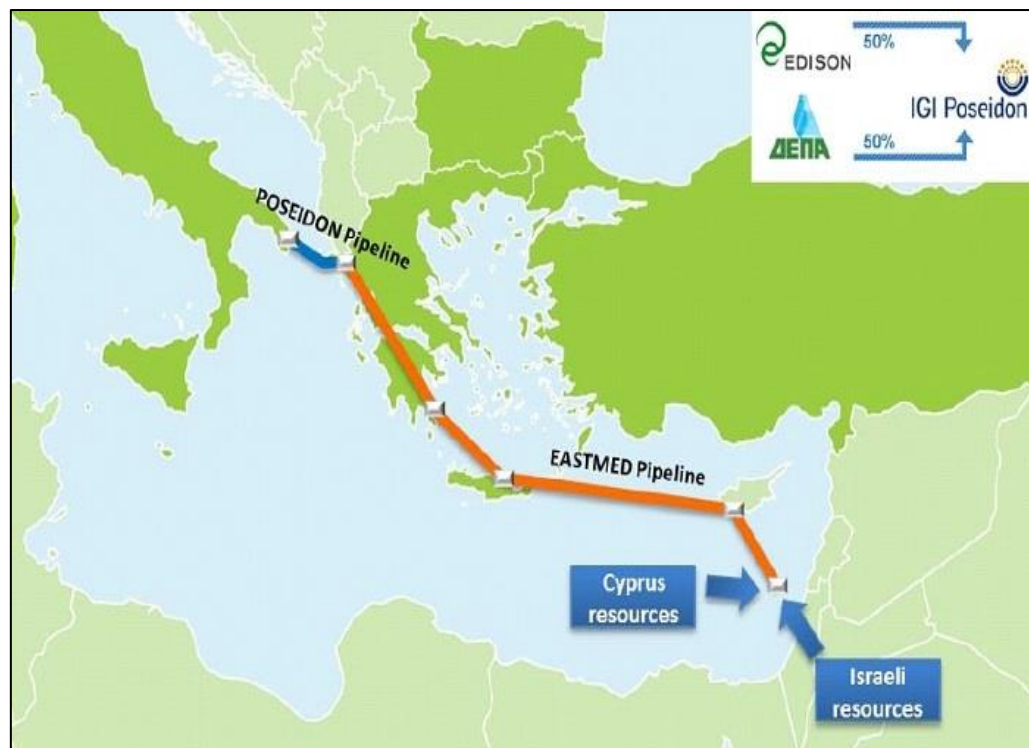 50%
EDISON
IGI Poseidon
ΔΕΠΑ
50%
POSEIDON Pipeline
EASTMED Pipeline
Cyprus
resources
Israeli
resources